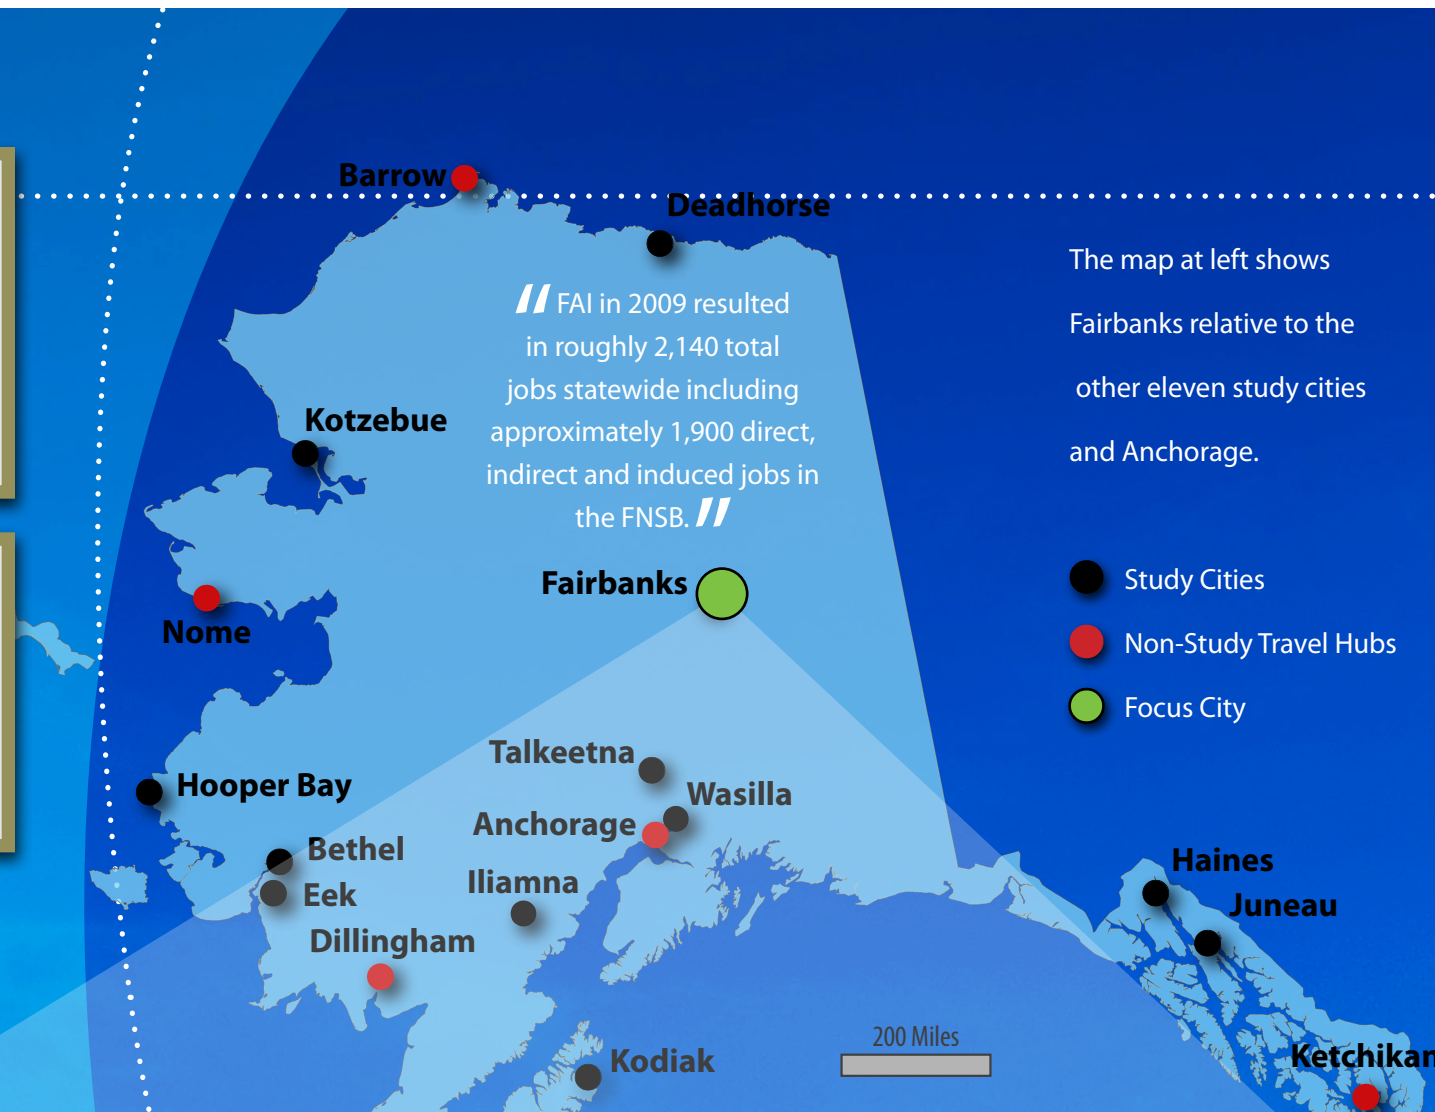 Barrow
Deadhorse
" FAI in 2009 resulted
in roughly 2,140 total
jobs statewide including
approximately 1,900 direct,
indirect and induced jobs in
the FNSB. "
The map at left shows
Fairbanks relative to the
other eleven study cities
and Anchorage.
Kotzebue
Fairbanks
Study Cities
Nome
Non-Study Travel Hubs
Focus City
Talkeetna
Hooper Bay
Wasilla
Anchorage
Bethel
Iliamna
Eek
Haines
Juneau
Dillingham
200 Miles
Kodiak
Ketchikan